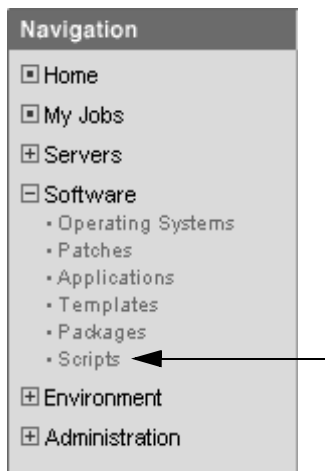 Navigation
Home
My Jobs
Servers
Software
• Operating Systems
• Patches
• Applications
• Templates
• Packages
• Scripts
Environment
Administration